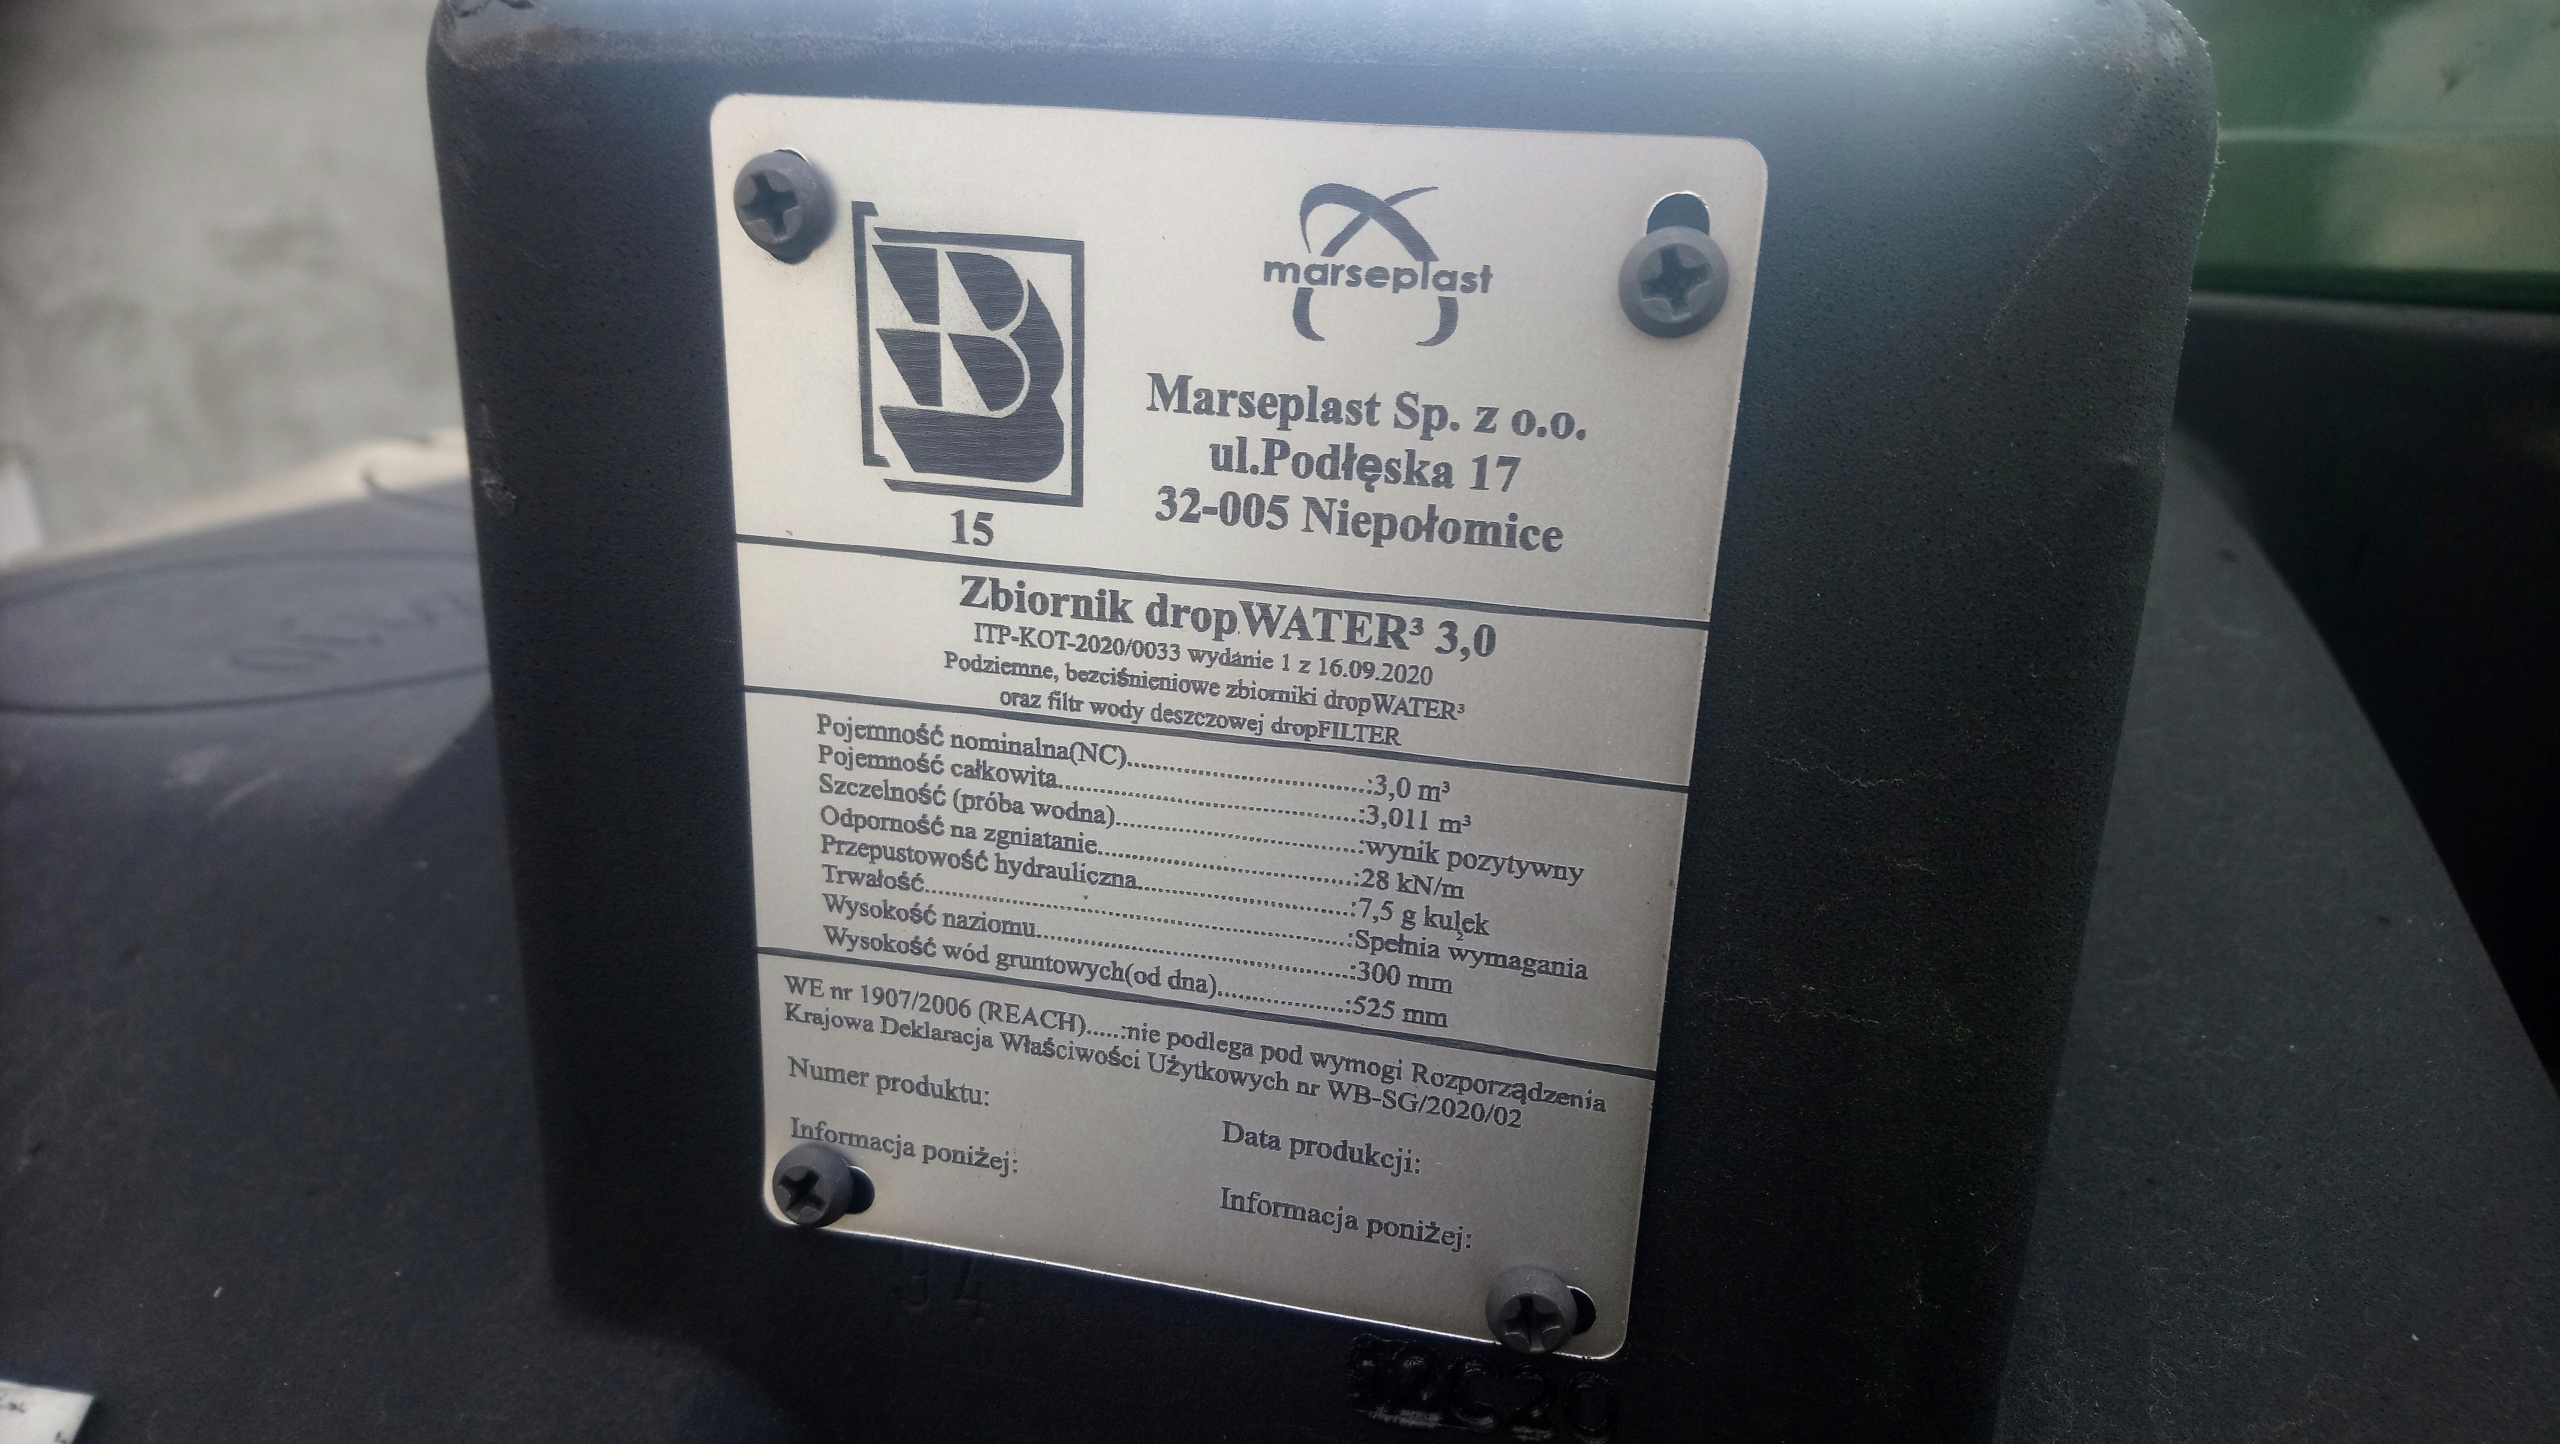 marseplast
Marseplast Sp. z o.o.
ul.Podłęska 17
32-005 Niepołomice
15
Zbiornik dropWATER³ 3,0
ITP-KOT-2020/0033 wydanie 1 z 16.09.2020
Podziemne, bezciśnieniowe zbiorniki dropWATER³
oraz filtr wody deszczowej dropFILTER
Pojemność nominalna(NC)..............................:3,0 m³
Pojemność całkowita.....................................:3,011 m³
Szczelność (próba wodna)..............................:wynik pozytywny
Odporność na zgniatanie................................:28 kN/m
Przepustowość hydrauliczna..........................:7,5 g kulek
Trwałość.....................................................:Spełnia wymagania
Wysokość naziomu.......................................:300 mm
Wysokość wód gruntowych(od dna)................:525 mm
WE nr 1907/2006 (REACH).....:nie podlega pod wymogi Rozporządzenia
Krajowa Deklaracja Właściwości Użytkowych nr WB-SG/2020/02
Numer produktu:
Data produkcji:
Informacja poniżej:
Informacja poniżej: